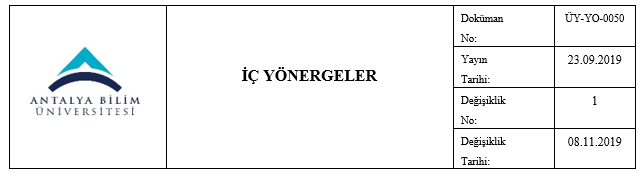 ANTALYA BİLİM
ÜNİVERSİTESİ
İÇ YÖNERGELER
Doküman
No:
ÜY-YO-0050
Yayın
Tarihi:
23.09.2019
Değişiklik
No:
1
Değişiklik
Tarihi:
08.11.2019